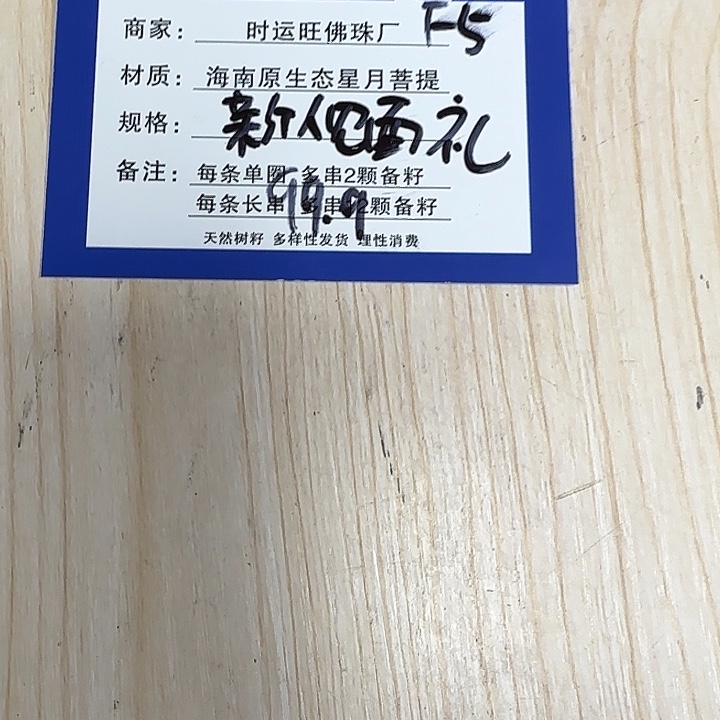 商家： 时运旺佛珠厂 F-5
材质： 海南原生态星月菩提
规格： 新人见面礼
备注： 每条单圈 多串2颗备籽
99.9
每条长串 多串2颗备籽
天然树籽 多样性发货 理性消费